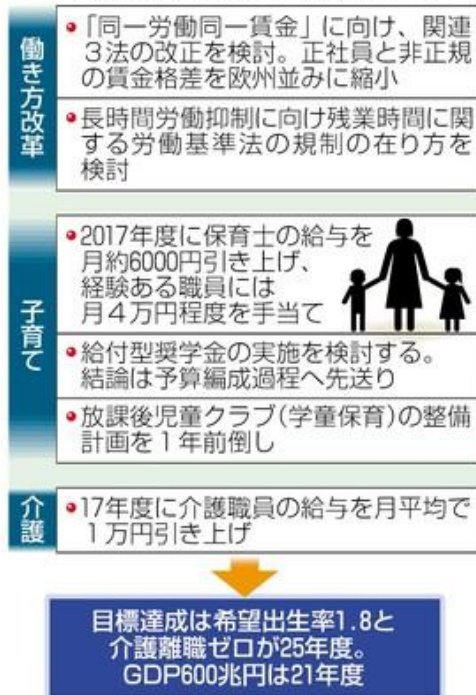 働き方改革
•「同一労働同一賃金」に向け、関連
３法の改正を検討。正社員と非正規
の賃金格差を欧州並みに縮小
•長時間労働抑制に向け残業時間に関
する労働基準法の規制の在り方を
検討
子育て
•2017年度に保育士の給与を
月約6000円引き上げ、
経験ある職員には
月４万円程度を手当て
•給付型奨学金の実施を検討する。
結論は予算編成過程へ先送り
•放課後児童クラブ(学童保育)の整備
計画を１年前倒し
介護
•17年度に介護職員の給与を月平均で
１万円引き上げ
目標達成は希望出生率1.8と
介護離職ゼロが25年度。
GDP600兆円は21年度